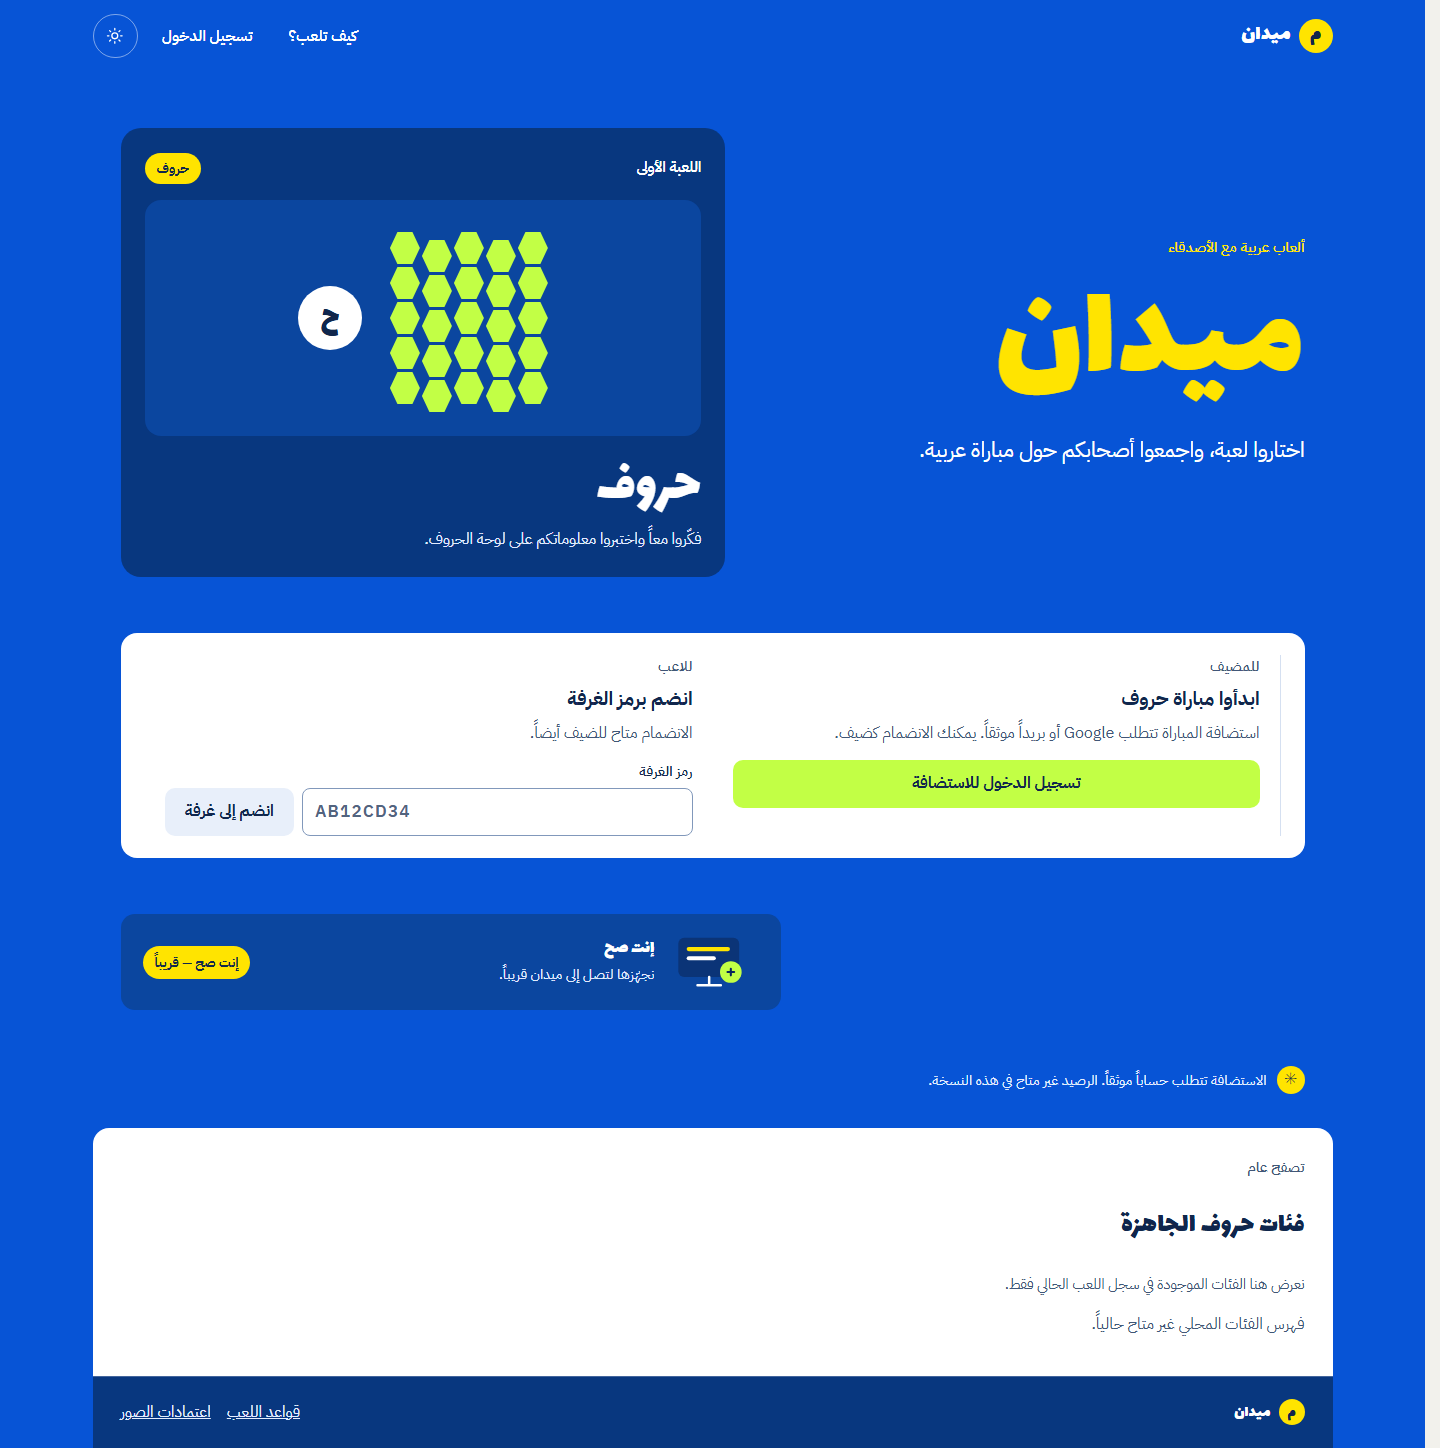 م ميدان
كيف تلعب؟
تسجيل الدخول
ألعاب عربية مع الأصدقاء
ميدان
اختاروا لعبة، واجمعوا أصحابكم حول مباراة عربية.
اللعبة الأولى
حروف
ح
حروف
فكّروا معاً واختبروا معلوماتكم على لوحة الحروف.
للمضيف
ابدأوا مباراة حروف
استضافة المباراة تتطلب Google أو بريداً موثقاً. يمكنك الانضمام كضيف.
تسجيل الدخول للاستضافة
للاعب
انضم برمز الغرفة
الانضمام متاح للضيف أيضاً.
رمز الغرفة
AB12CD34
انضم إلى غرفة
إنت صح
نجهّزها لتصل إلى ميدان قريباً.
إنت صح — قريباً
الاستضافة تتطلب حساباً موثقاً. الرصيد غير متاح في هذه النسخة.
تصفح عام
فئات حروف الجاهزة
نعرض هنا الفئات الموجودة في سجل اللعب الحالي فقط.
فهرس الفئات المحلي غير متاح حالياً.
م ميدان
قواعد اللعب
اعتمادات الصور